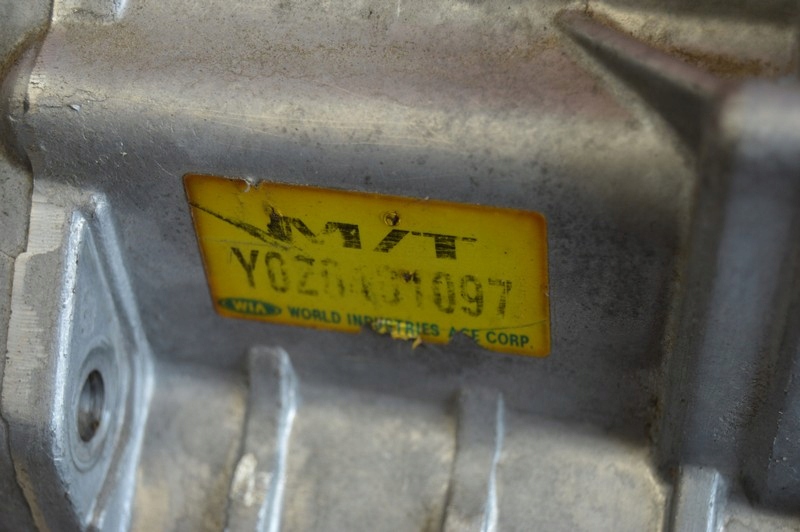 M/T
WIA WORLD INDUSTRIES ACE CORP.